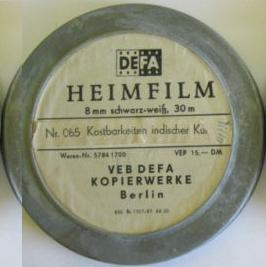 DEFA
HEIMFILM
8 mm schwarz-weiß, 30 m
Nr. 065 Kostbarkeiten indischer
Waren-Nr. 5784 1700 VEP 15,— DM
VEB DEFA
KOPIERWERKE
Berlin